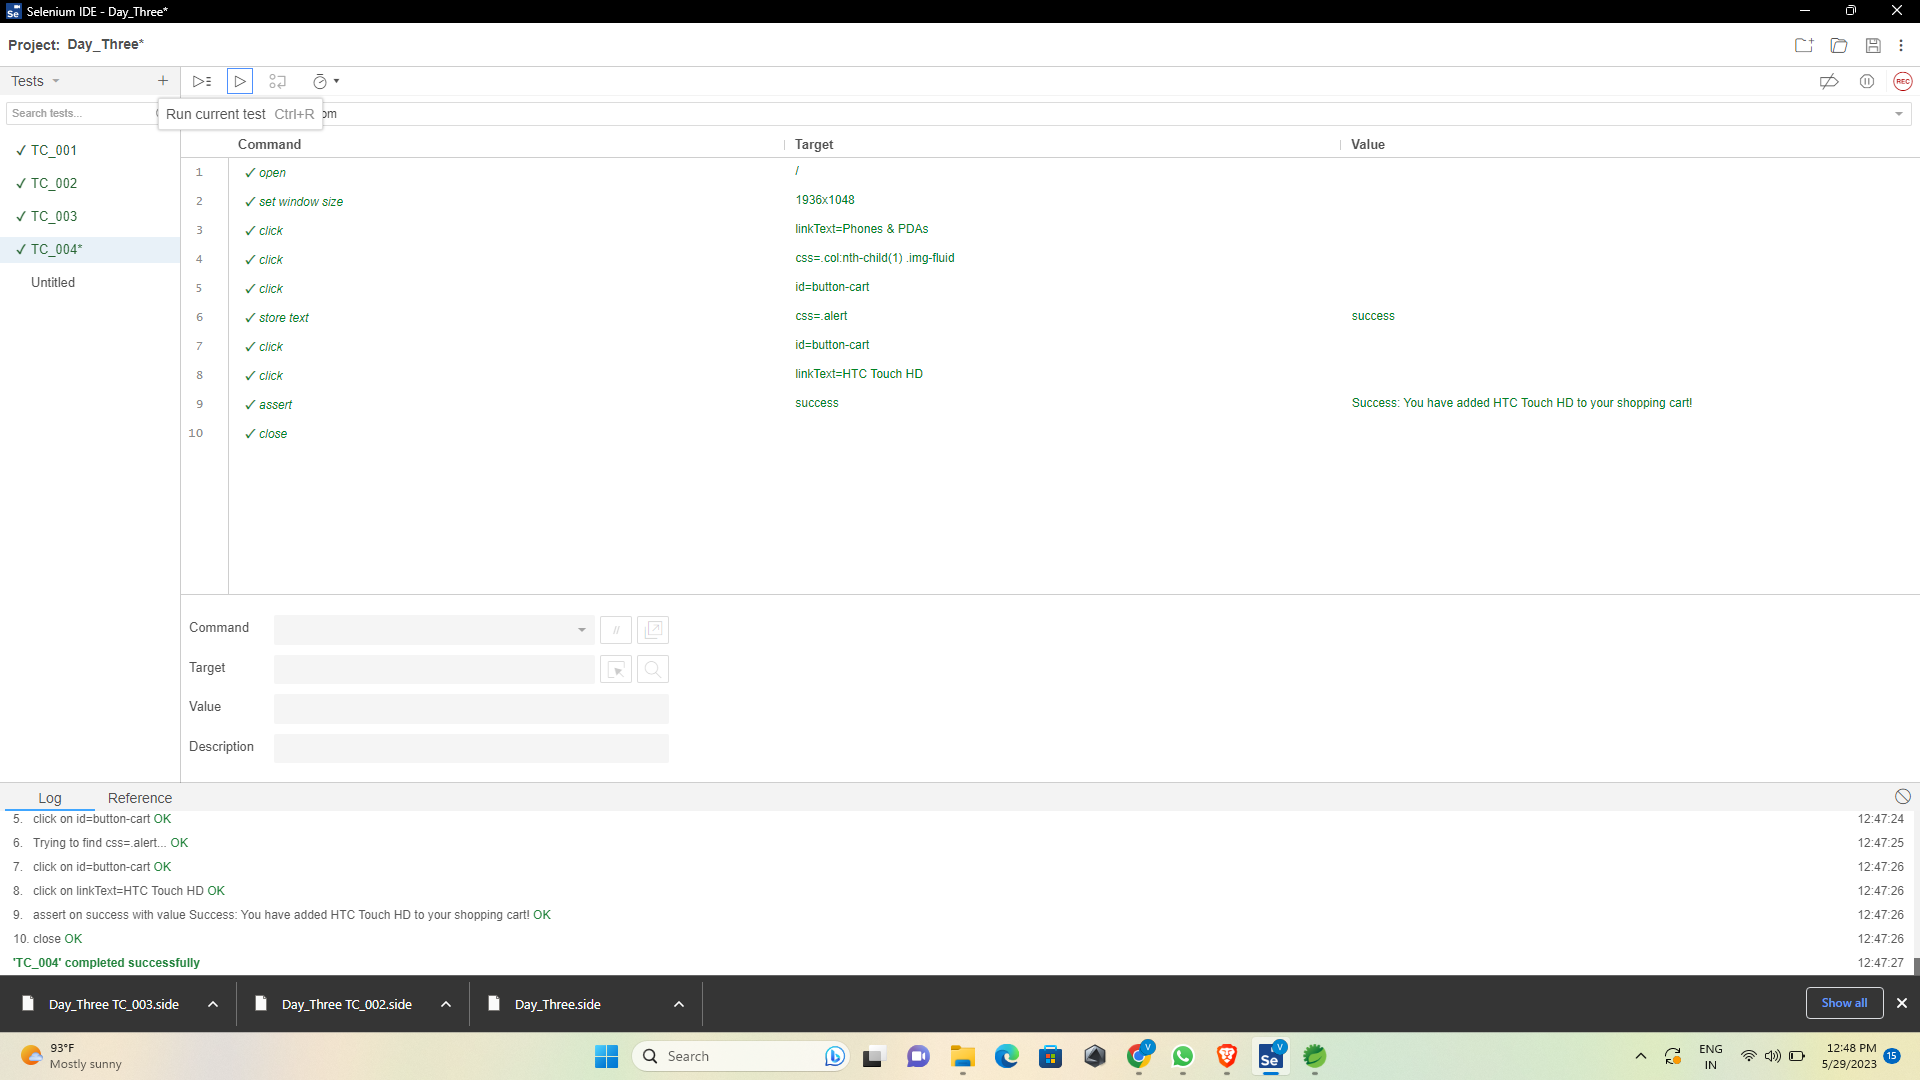 Selenium IDE - Day_Three*
Project: Day_Three*
Tests
Search tests...
Run current test Ctrl+R
om
REC
Command Target Value
TC_001
TC_002
TC_003
TC_004*
Untitled
1 open /
2 set window size 1936x1048
3 click linkText=Phones & PDAs
4 click css=.col:nth-child(1) .img-fluid
5 click id=button-cart
6 store text css=.alert success
7 click id=button-cart
8 click linkText=HTC Touch HD
9 assert success Success: You have added HTC Touch HD to your shopping cart!
10 close
Command //
Target
Value
Description
Log Reference
5. click on id=button-cart OK 12:47:24
6. Trying to find css=.alert... OK 12:47:25
7. click on id=button-cart OK 12:47:26
8. click on linkText=HTC Touch HD OK 12:47:26
9. assert on success with value Success: You have added HTC Touch HD to your shopping cart! OK 12:47:26
10. close OK 12:47:26
'TC_004' completed successfully 12:47:27
Day_Three TC_003.side Day_Three TC_002.side Day_Three.side Show all
93°F
Mostly sunny
Search
V
Se V
ENG
IN
12:48 PM
5/29/2023
15